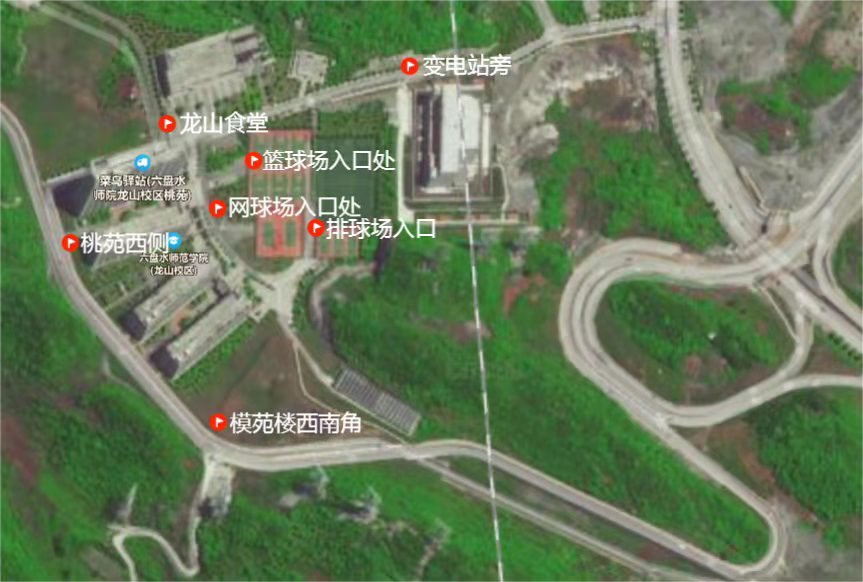 变电站旁
龙山食堂
篮球场入口处
菜鸟驿站(六盘水
师院龙山校区桃苑)
网球场入口处
排球场入口
桃苑西侧
六盘水师范学院
(龙山校区)
模苑楼西南角